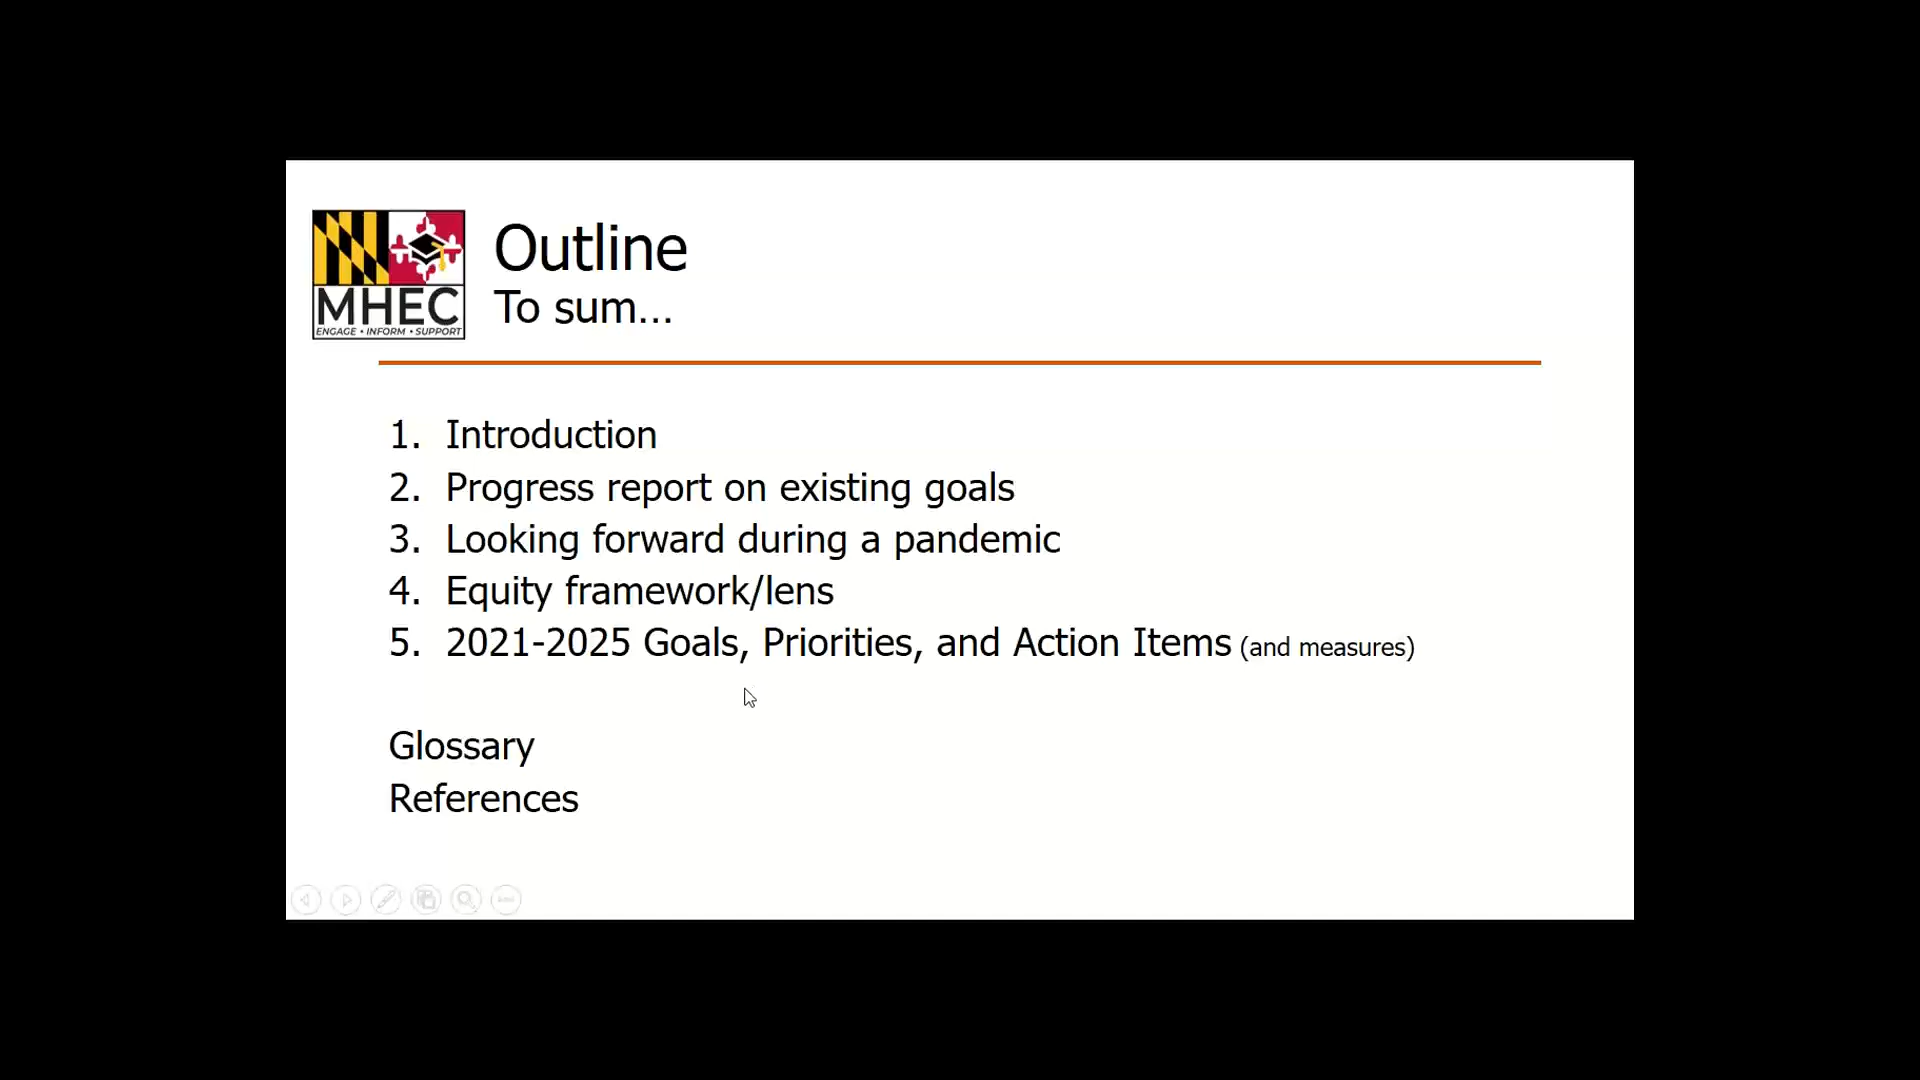 Outline
To sum...
MHEC
ENGAGE • INFORM • SUPPORT
1. Introduction
2. Progress report on existing goals
3. Looking forward during a pandemic
4. Equity framework/lens
5. 2021-2025 Goals, Priorities, and Action Items (and measures)
Glossary
References